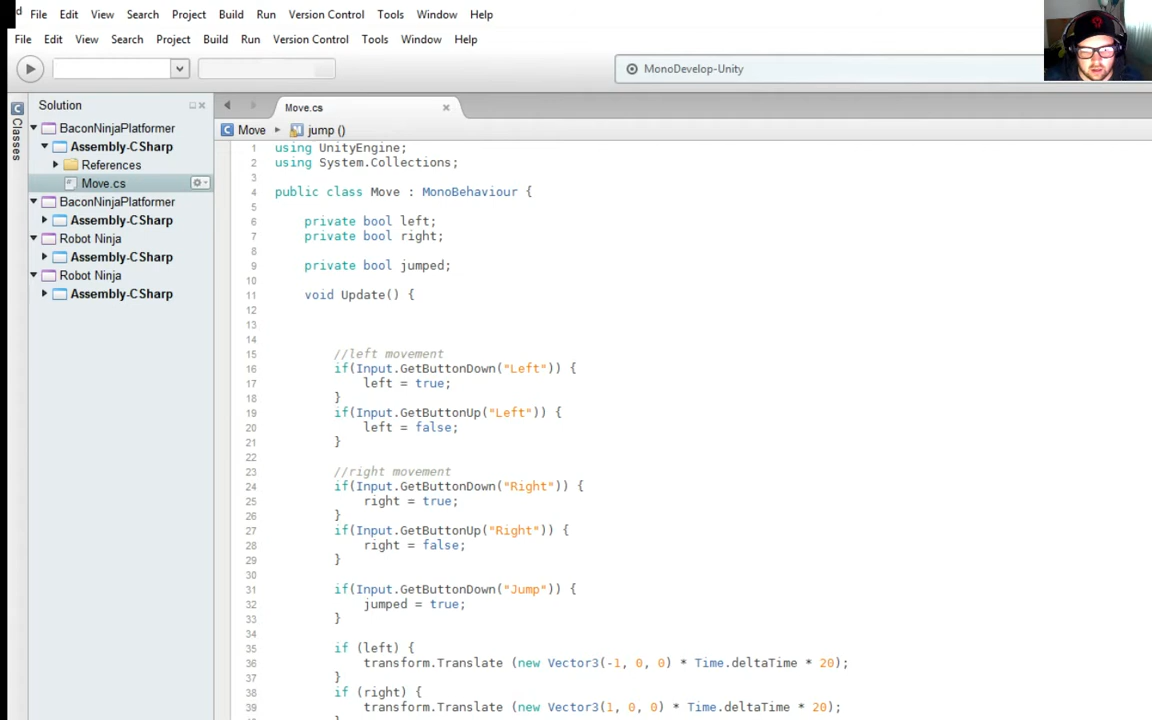 d File Edit View Search Project Build Run Version Control Tools Window Help
File Edit View Search Project Build Run Version Control Tools Window Help
MonoDevelop-Unity
Solution
Move.cs
Classes
BaconNinjaPlatformer
Assembly-CSharp
References
Move.cs
BaconNinjaPlatformer
Assembly-CSharp
Robot Ninja
Assembly-CSharp
Robot Ninja
Assembly-CSharp
Move jump ()
1 using UnityEngine;
2 using System.Collections;
3
4 public class Move : MonoBehaviour {
5
6 private bool left;
7 private bool right;
8
9 private bool jumped;
10
11 void Update() {
12
13
14
15 //left movement
16 if(Input.GetButtonDown("Left")) {
17 left = true;
18 }
19 if(Input.GetButtonUp("Left")) {
20 left = false;
21 }
22
23 //right movement
24 if(Input.GetButtonDown("Right")) {
25 right = true;
26 }
27 if(Input.GetButtonUp("Right")) {
28 right = false;
29 }
30
31 if(Input.GetButtonDown("Jump")) {
32 jumped = true;
33 }
34
35 if (left) {
36 transform.Translate (new Vector3(-1, 0, 0) * Time.deltaTime * 20);
37 }
38 if (right) {
39 transform.Translate (new Vector3(1, 0, 0) * Time.deltaTime * 20);